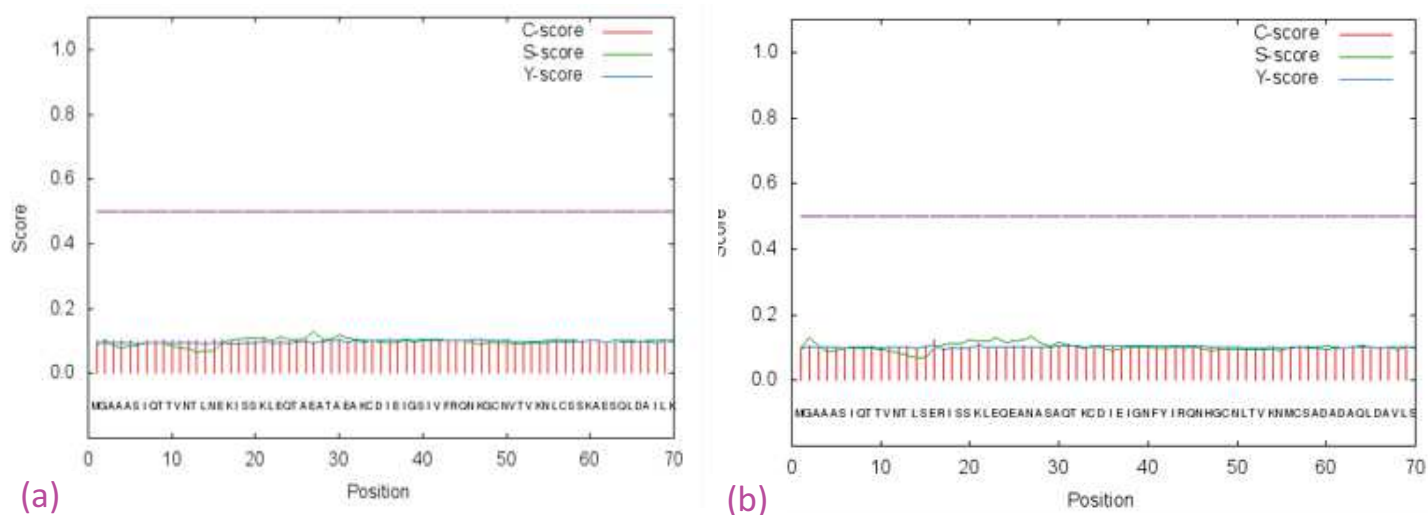 C-score
S-score
Y-score
1.0
0.8
0.6
0.4
0.2
0.0
Score
MGAAASIQTTVNTLNEKISSKLEQTAEATAEAKCDIEIGSIVFRQNKGCNVTVKNLCSSKAESQLDAILK
0 10 20 30 40 50 60 70
Position
(a)
C-score
S-score
Y-score
1.0
0.8
0.6
0.4
0.2
0.0
Score
MGAAASIQTTVNTLSERISSKLEQEANASAQTKCDIEIGNFYIRQNHGCNLTVKNMCSADADAQLDAVLS
0 10 20 30 40 50 60 70
Position
(b)